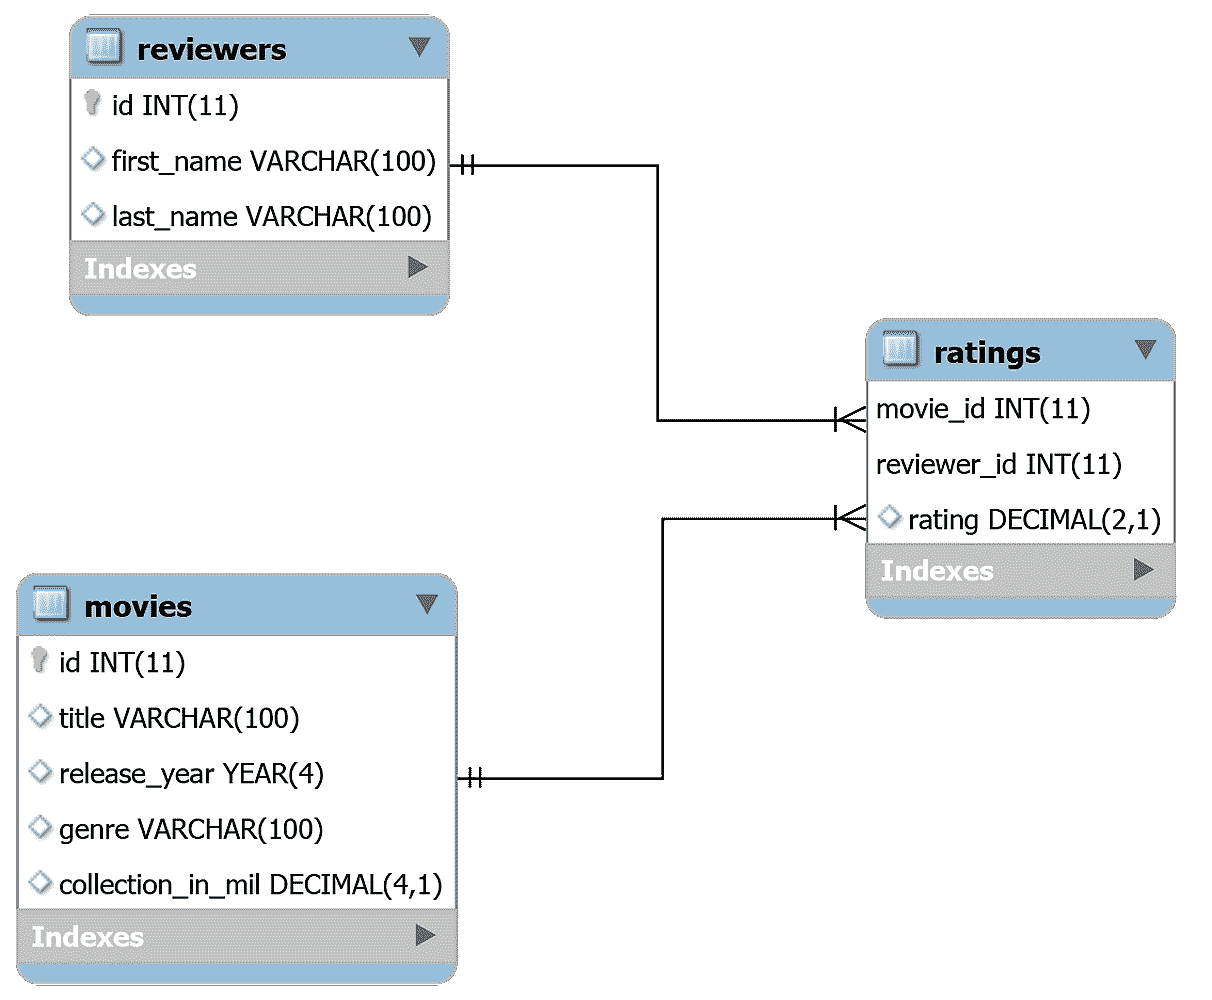 reviewers
id INT(11)
first_name VARCHAR(100)
last_name VARCHAR(100)
Indexes
ratings
movie_id INT(11)
reviewer_id INT(11)
rating DECIMAL(2,1)
Indexes
movies
id INT(11)
title VARCHAR(100)
release_year YEAR(4)
genre VARCHAR(100)
collection_in_mil DECIMAL(4,1)
Indexes